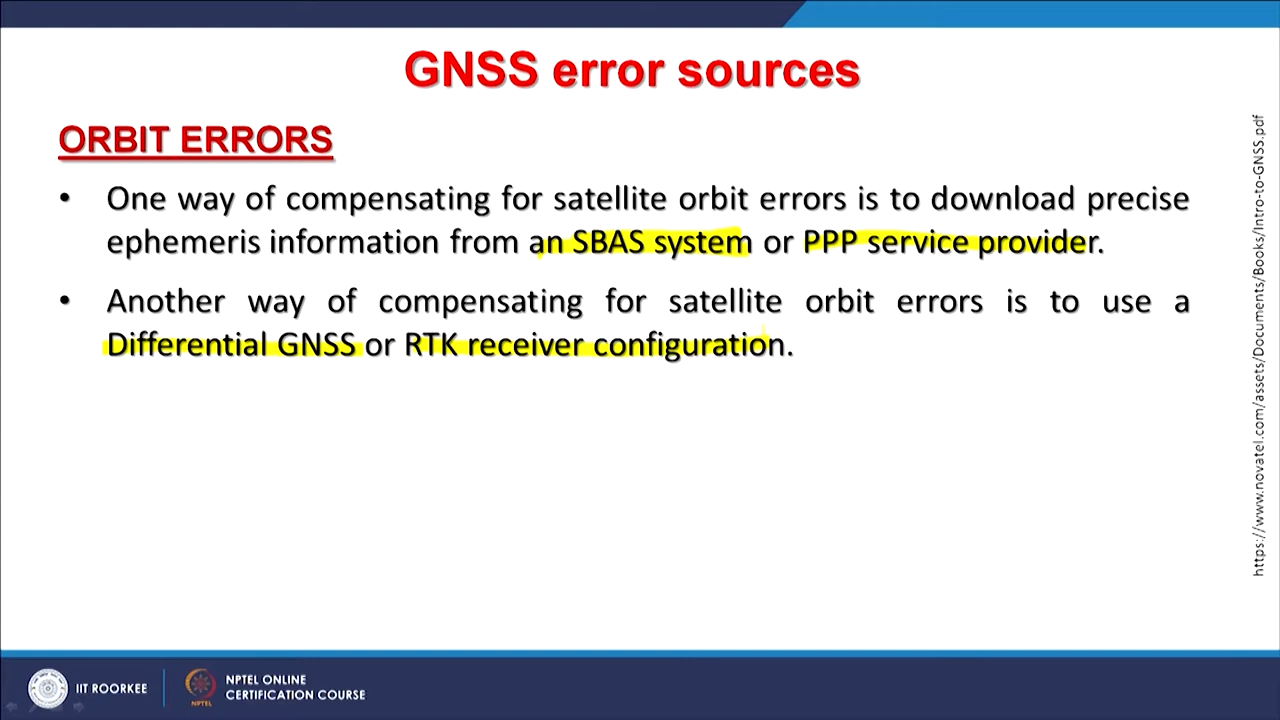 GNSS error sources
ORBIT ERRORS
• One way of compensating for satellite orbit errors is to download precise
ephemeris information from an SBAS system or PPP service provider.
• Another way of compensating for satellite orbit errors is to use a
Differential GNSS or RTK receiver configuration.
https://www.novatel.com/assets/Documents/Books/Intro-to-GNSS.pdf
IIT ROORKEE
NPTEL
NPTEL ONLINE
CERTIFICATION COURSE